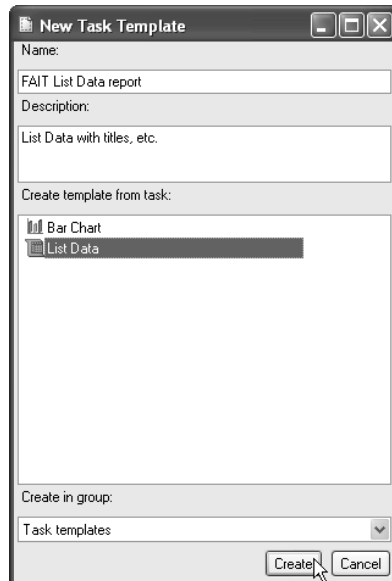 New Task Template
Name:
FAIT List Data report
Description:
List Data with titles, etc.
Create template from task:
Bar Chart
List Data
Create in group:
Task templates
Create Cancel